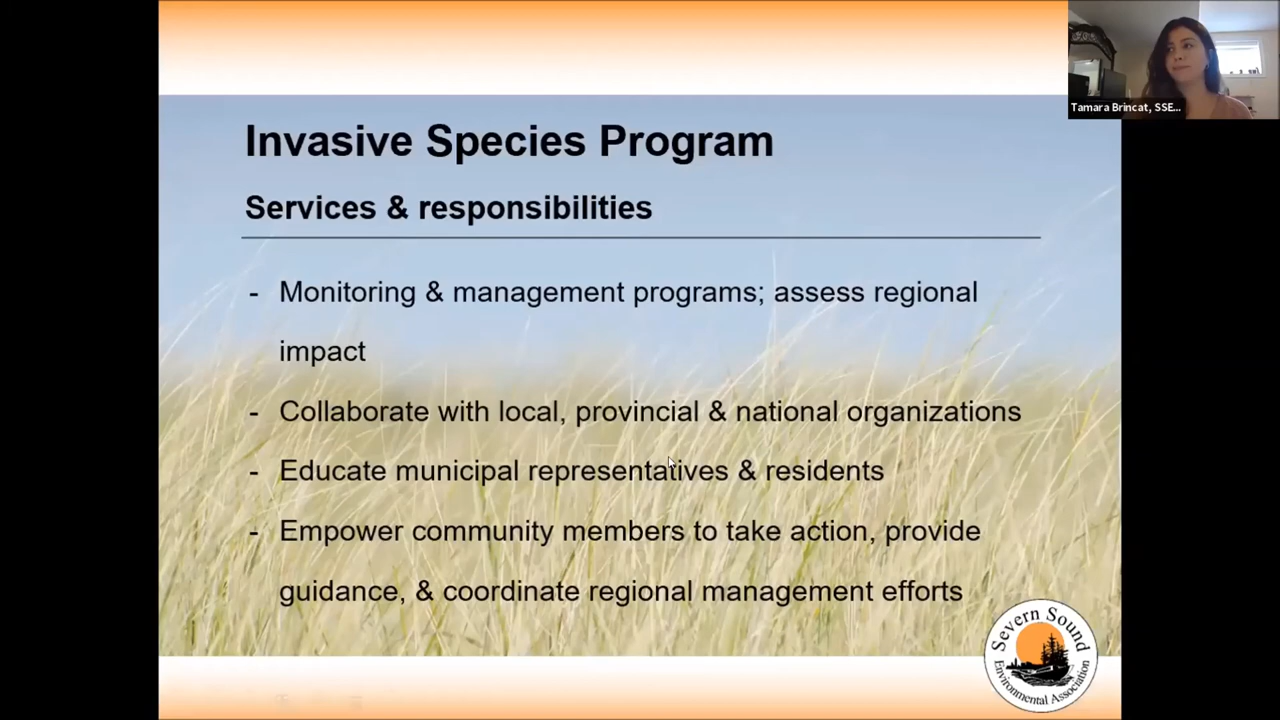 Tamara Brincat, SSE...
Invasive Species Program
Services & responsibilities
- Monitoring & management programs; assess regional
impact
- Collaborate with local, provincial & national organizations
- Educate municipal representatives & residents
- Empower community members to take action, provide
guidance, & coordinate regional management efforts
Severn Sound
Environmental Association